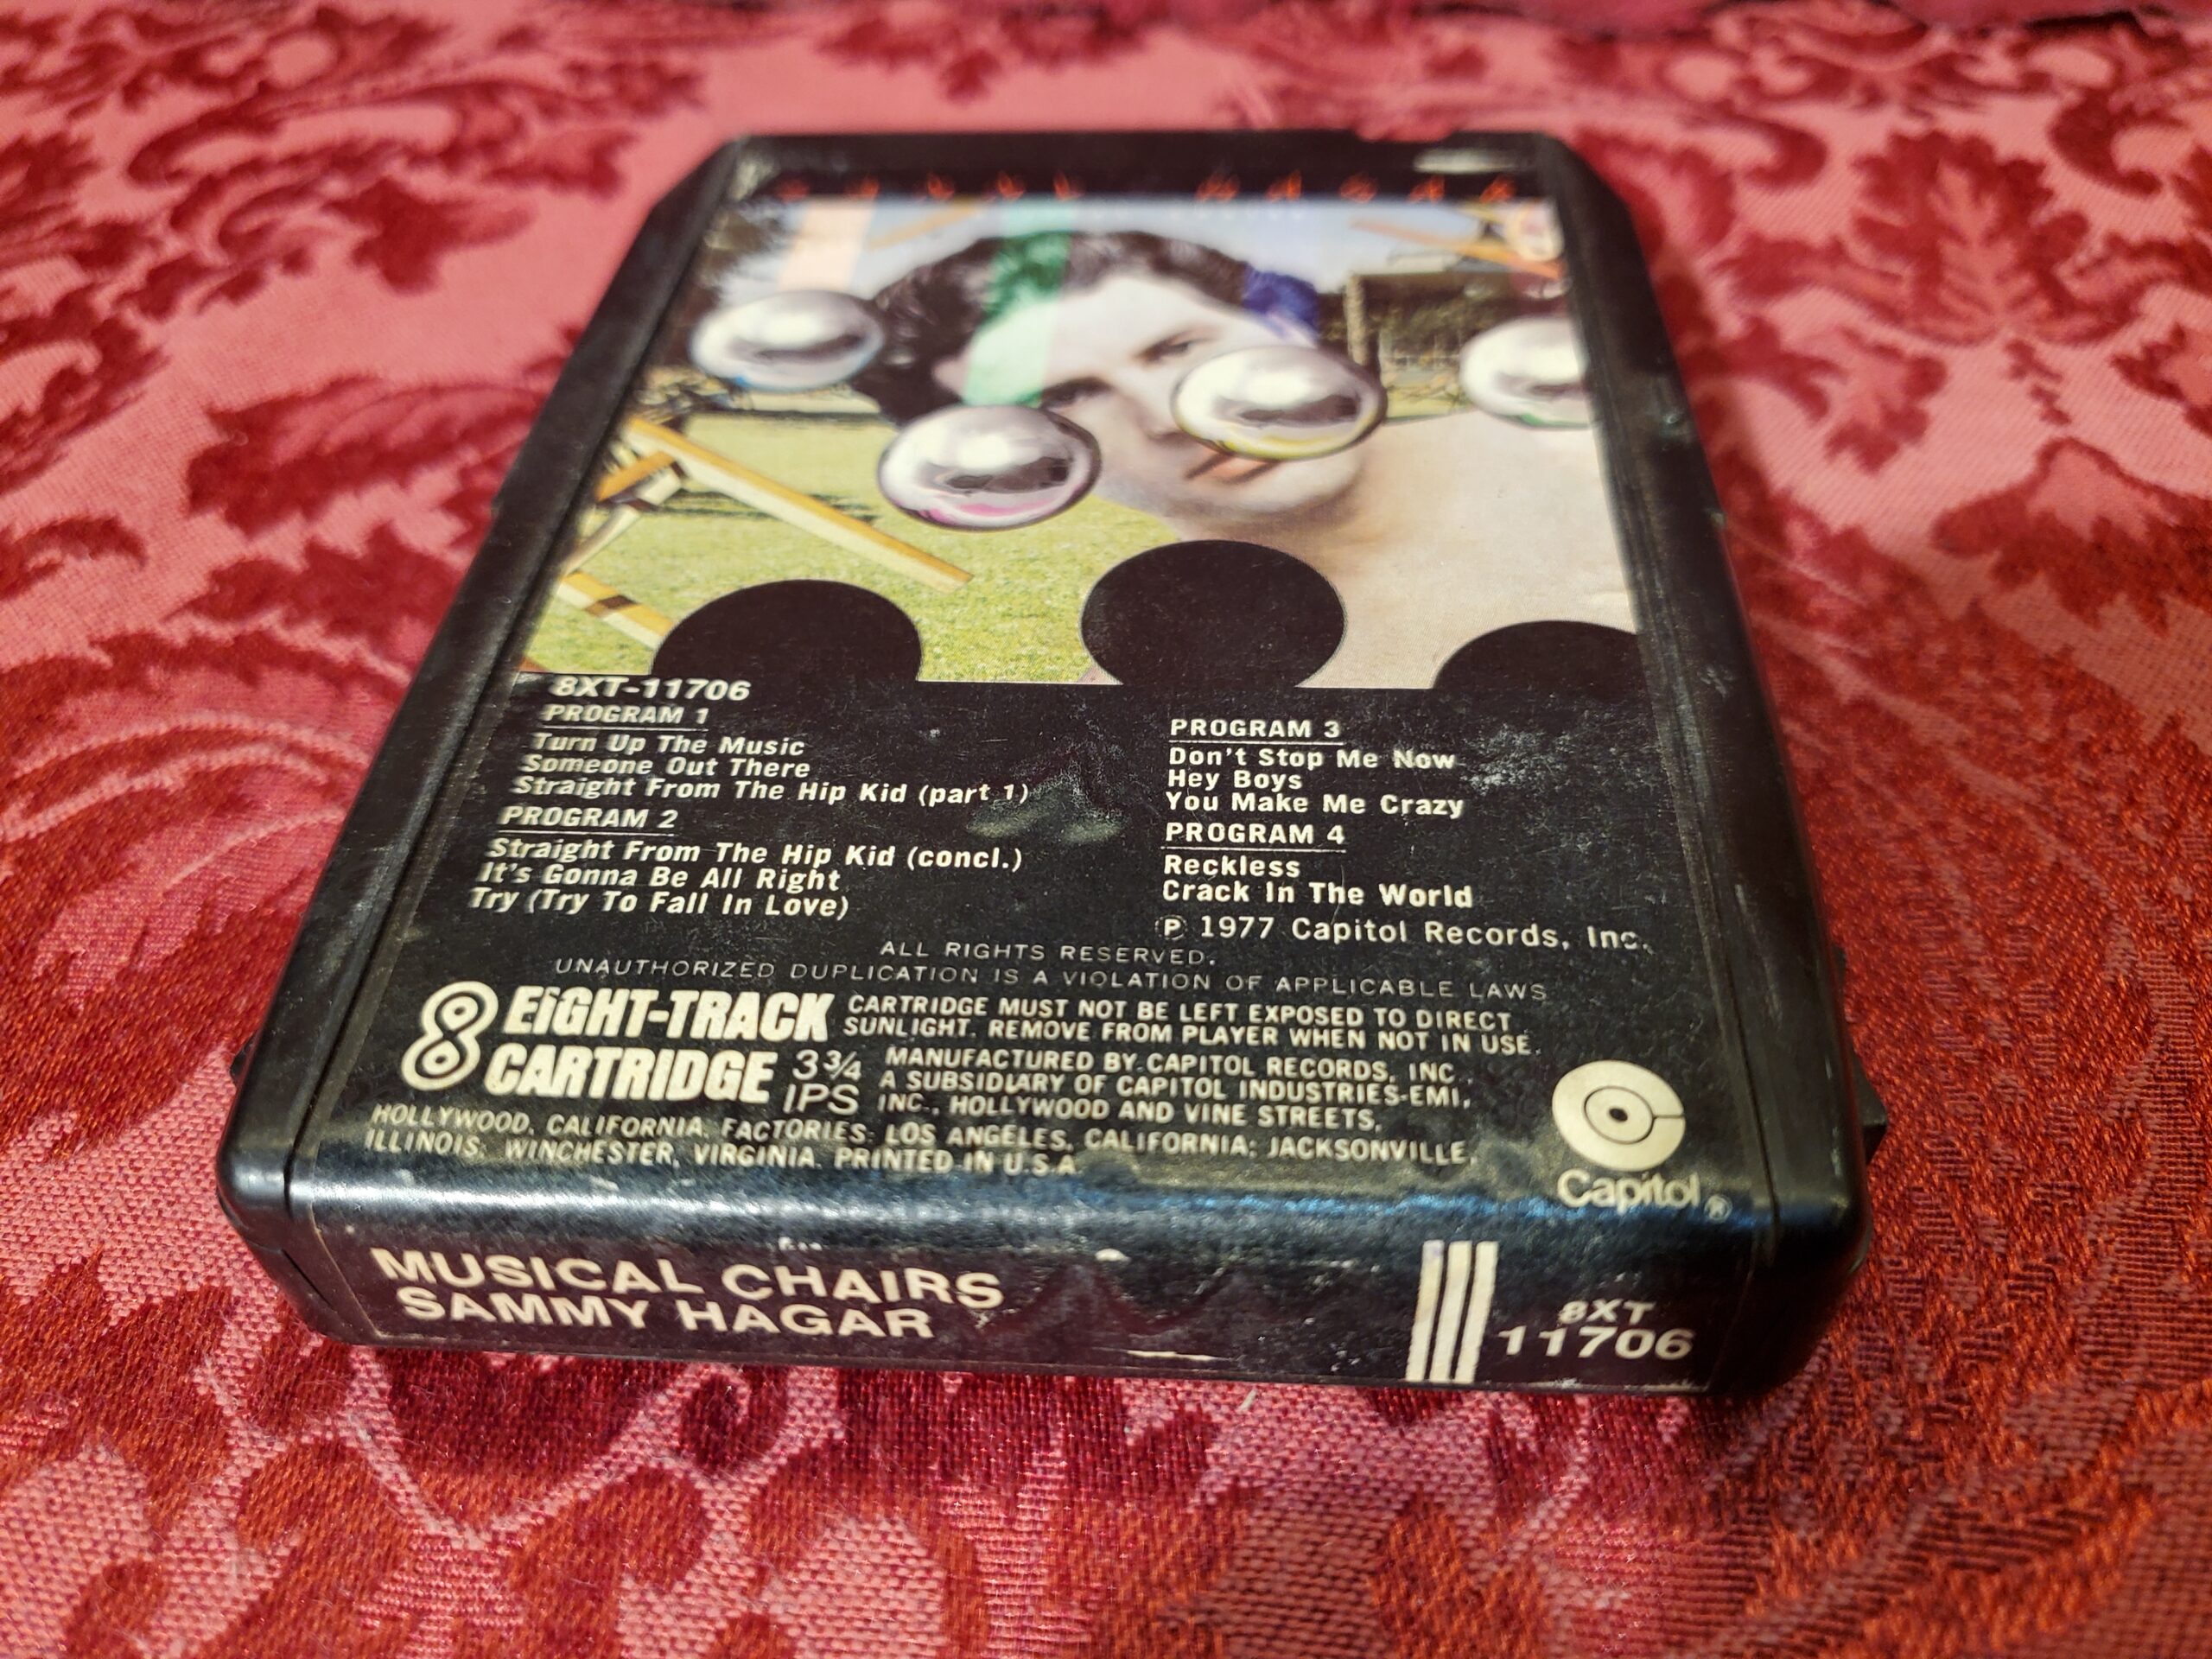 8XT-11706
PROGRAM 1
Turn Up The Music
Someone Out There
Straight From The Hip Kid (part 1)
PROGRAM 2
Straight From The Hip Kid (concl.)
It's Gonna Be All Right
Try (Try To Fall In Love)
PROGRAM 3
Don't Stop Me Now
Hey Boys
You Make Me Crazy
PROGRAM 4
Reckless
Crack In The World
℗ 1977 Capitol Records, Inc.
ALL RIGHTS RESERVED.
UNAUTHORIZED DUPLICATION IS A VIOLATION OF APPLICABLE LAWS
8 EIGHT-TRACK
CARTRIDGE 3¾
IPS
CARTRIDGE MUST NOT BE LEFT EXPOSED TO DIRECT
SUNLIGHT. REMOVE FROM PLAYER WHEN NOT IN USE.
MANUFACTURED BY CAPITOL RECORDS, INC.,
A SUBSIDIARY OF CAPITOL INDUSTRIES-EMI,
INC., HOLLYWOOD AND VINE STREETS,
HOLLYWOOD, CALIFORNIA. FACTORIES: LOS ANGELES, CALIFORNIA; JACKSONVILLE,
ILLINOIS; WINCHESTER, VIRGINIA. PRINTED IN U.S.A.
Capitol®
MUSICAL CHAIRS
SAMMY HAGAR
8XT
11706